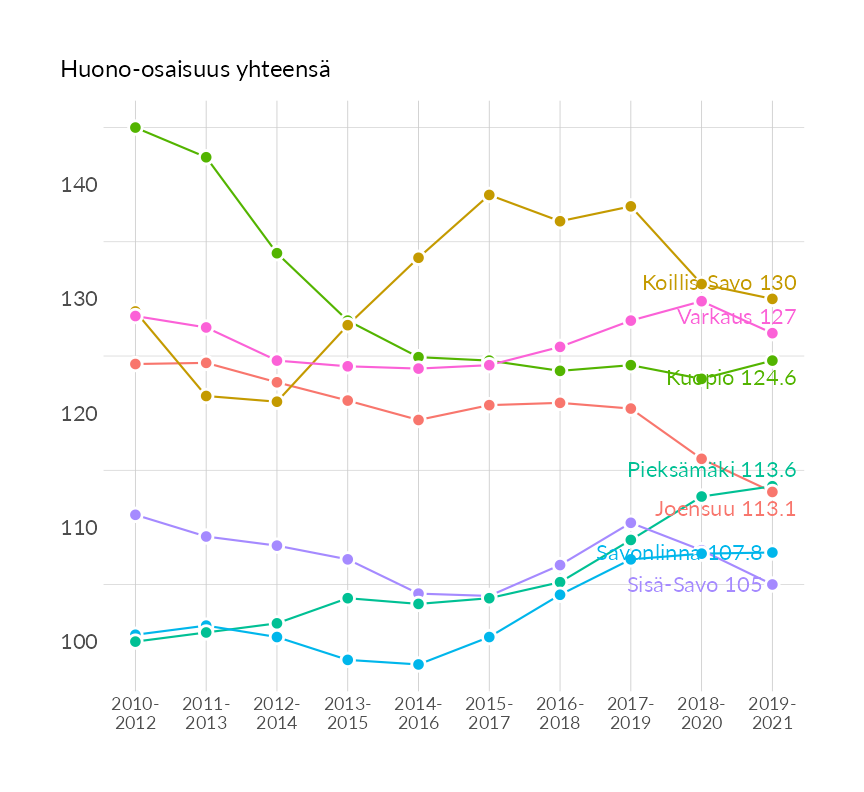 Huono-osaisuus yhteensä
140
130
120
110
100
Koillis-Savo 130
Varkaus 127
Kuopio 124.6
Pieksämäki 113.6
Joensuu 113.1
Savonlinna 107.8
Sisä-Savo 105
2010- 2011- 2012- 2013- 2014- 2015- 2016- 2017- 2018- 2019-
2012 2013 2014 2015 2016 2017 2018 2019 2020 2021